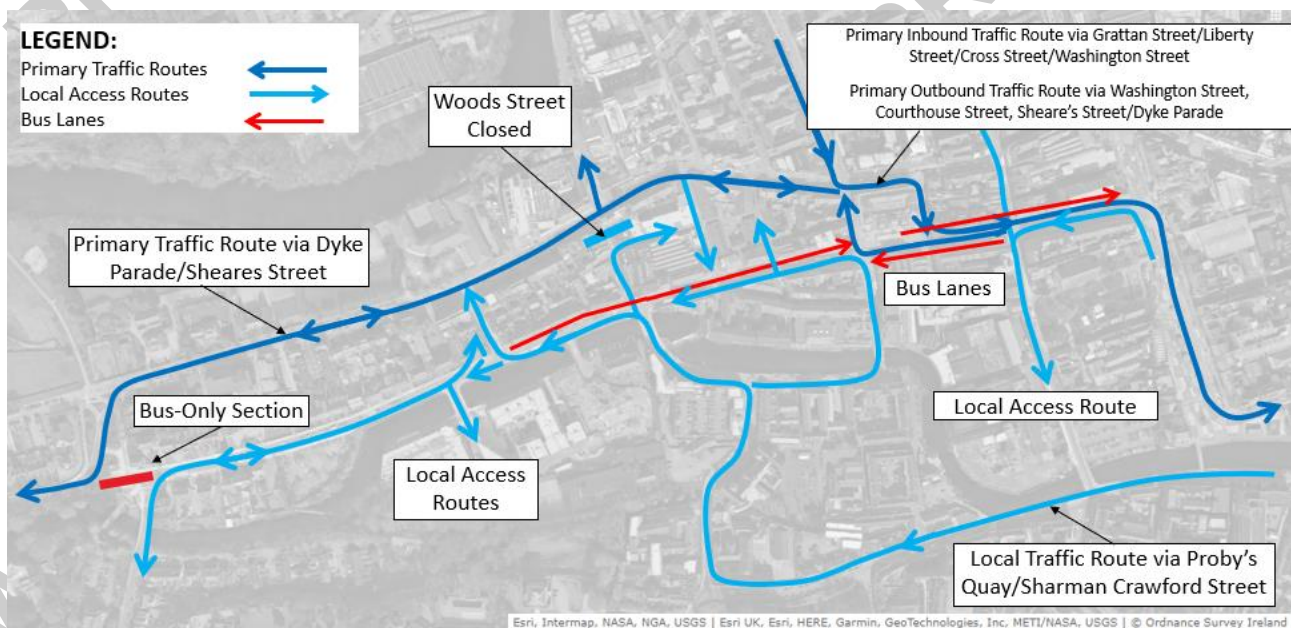 LEGEND:
Primary Traffic Routes
Local Access Routes
Bus Lanes
Primary Inbound Traffic Route via Grattan Street/Liberty
Street/Cross Street/Washington Street
Primary Outbound Traffic Route via Washington Street,
Courthouse Street, Sheare's Street/Dyke Parade
Woods Street
Closed
Primary Traffic Route via Dyke
Parade/Sheares Street
Bus Lanes
Bus-Only Section
Local Access Route
Local Access
Routes
Local Traffic Route via Proby's
Quay/Sharman Crawford Street
Esri, Intermap, NASA, NGA, USGS | Esri UK, Esri, HERE, Garmin, GeoTechnologies, Inc, METI/NASA, USGS | © Ordnance Survey Ireland